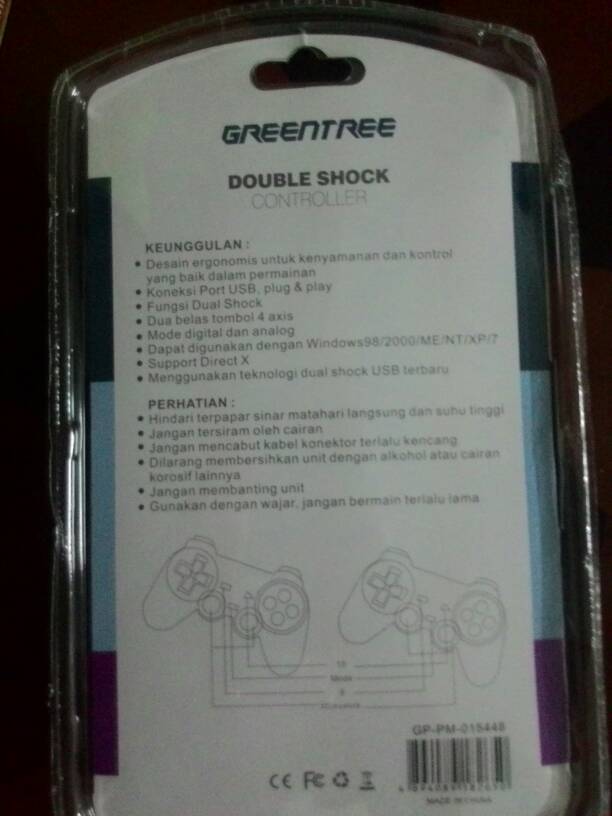 GREENTREE
DOUBLE SHOCK
CONTROLLER
KEUNGGULAN :
• Desain ergonomis untuk kenyamanan dan kontrol
yang baik dalam permainan
• Koneksi Port USB, plug & play
• Fungsi Dual Shock
• Dua belas tombol 4 axis
• Mode digital dan analog
• Dapat digunakan dengan Windows98/2000/ME/NT/XP/7
• Support Direct X
• Menggunakan teknologi dual shock USB terbaru
PERHATIAN :
• Hindari terpapar sinar matahari langsung dan suhu tinggi
• Jangan tersiram oleh cairan
• Jangan mencabut kabel konektor terlalu kencang
• Dilarang membersihkan unit dengan alkohol atau cairan
korosif lainnya
• Jangan membanting unit
• Gunakan dengan wajar, jangan bermain terlalu lama
Mode
GP-PM-015448
CE FC
MADE IN CHINA